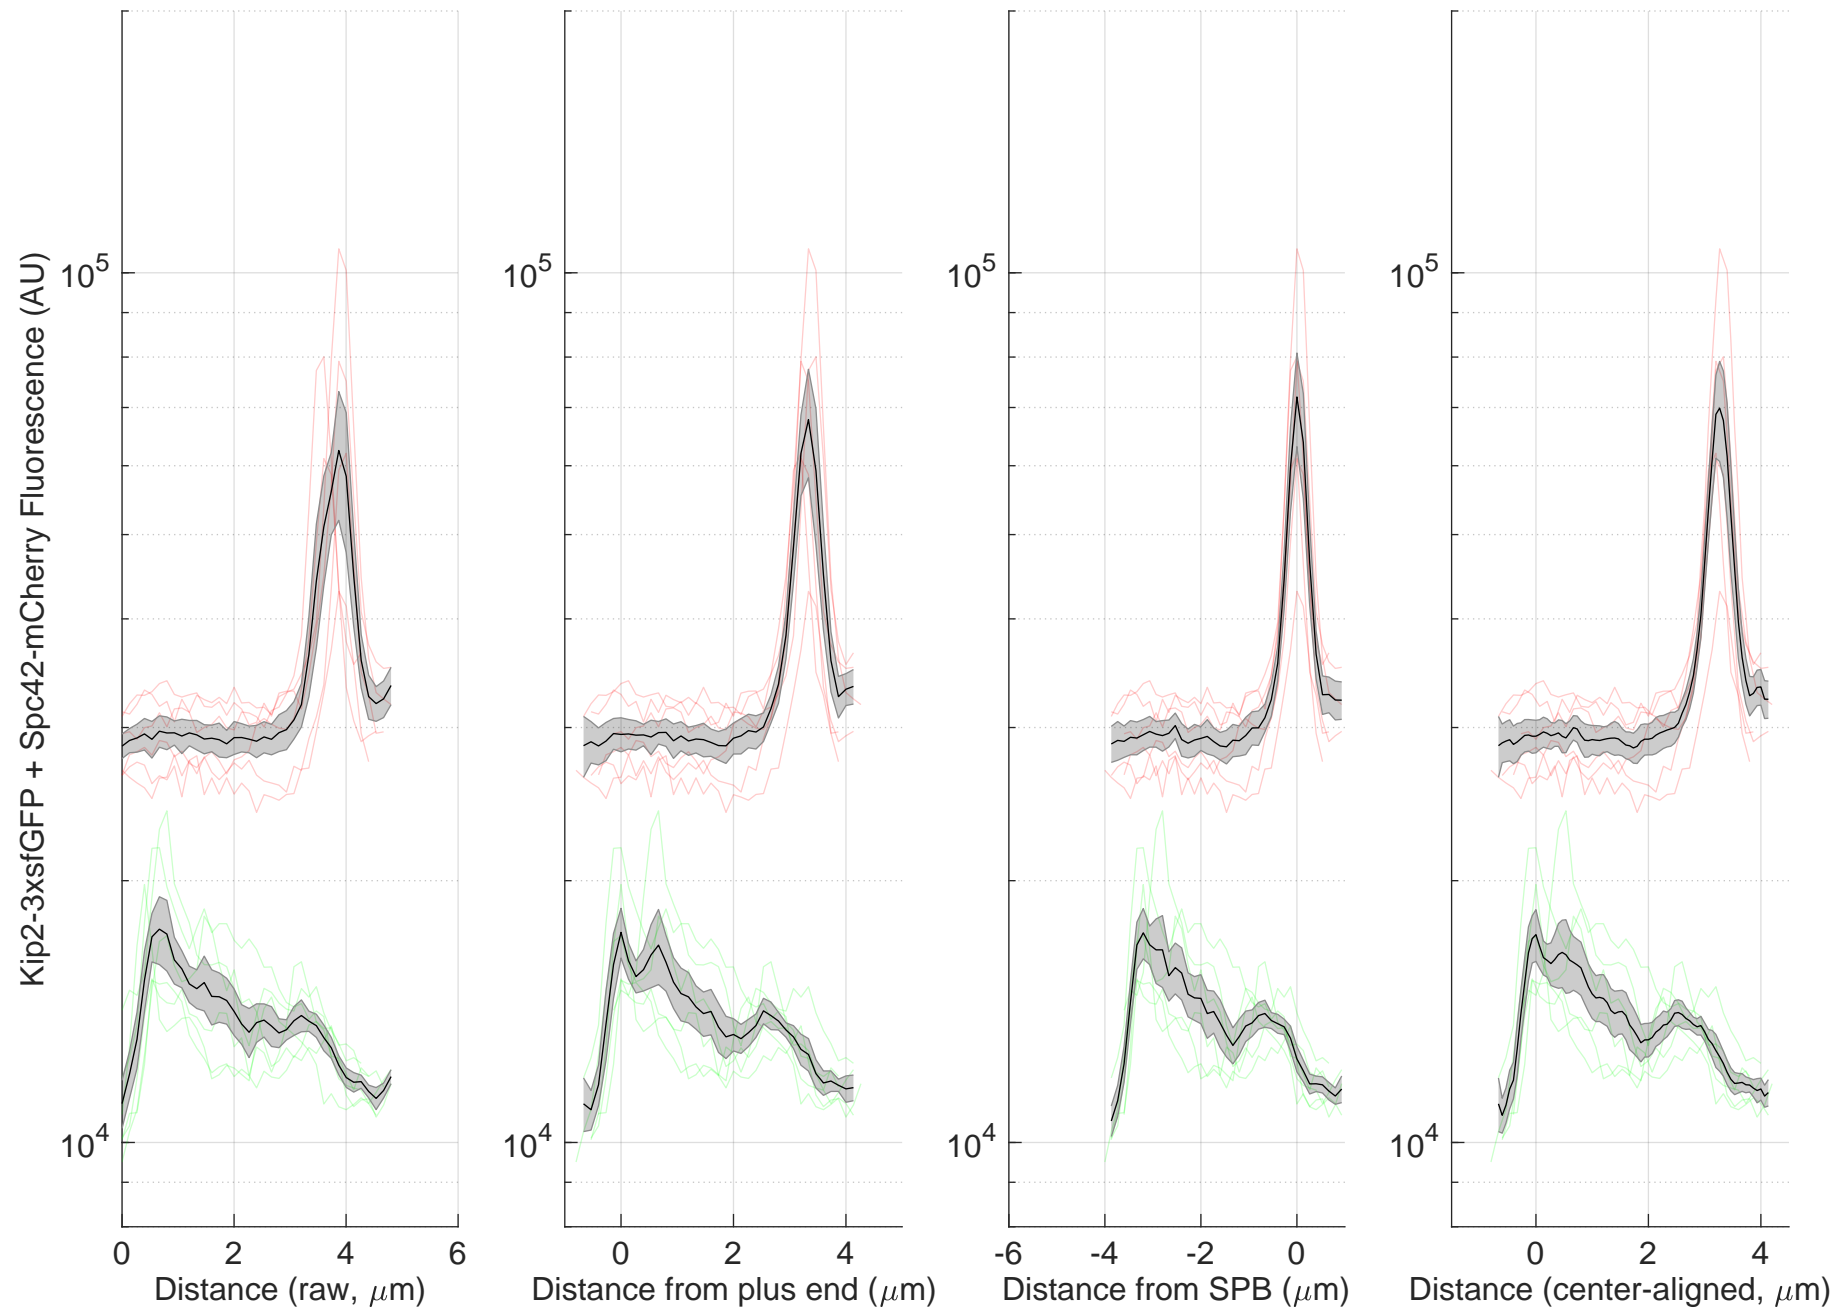 Kip2-3xsfGFP + Spc42-mCherry Fluorescence (AU)
10^5
10^4
0 2 4 6
Distance (raw, μm)
10^5
10^4
0 2 4
Distance from plus end (μm)
10^5
10^4
-6 -4 -2 0
Distance from SPB (μm)
10^5
10^4
0 2 4
Distance (center-aligned, μm)